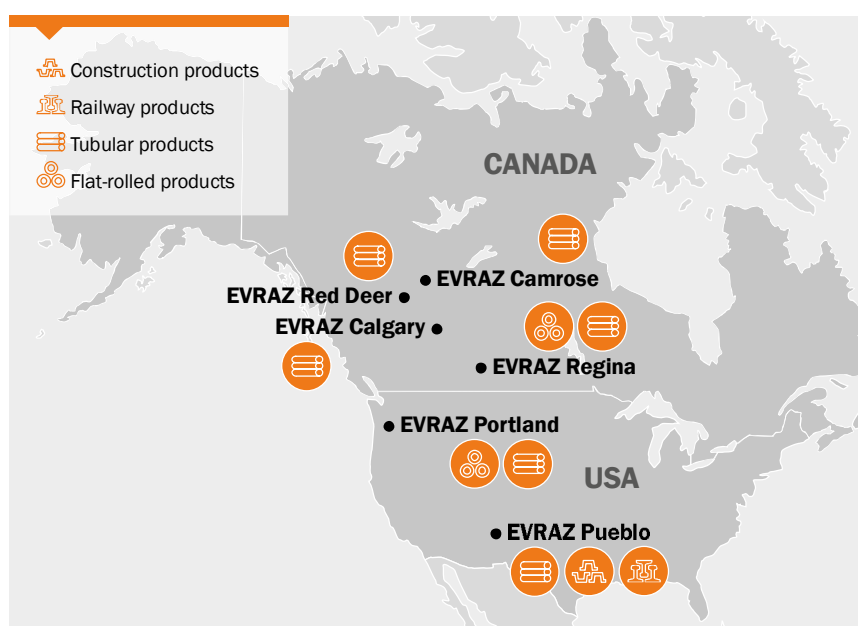 Construction products
Railway products
Tubular products
Flat-rolled products
CANADA
EVRAZ Camrose
EVRAZ Red Deer
EVRAZ Calgary
EVRAZ Regina
EVRAZ Portland
USA
EVRAZ Pueblo